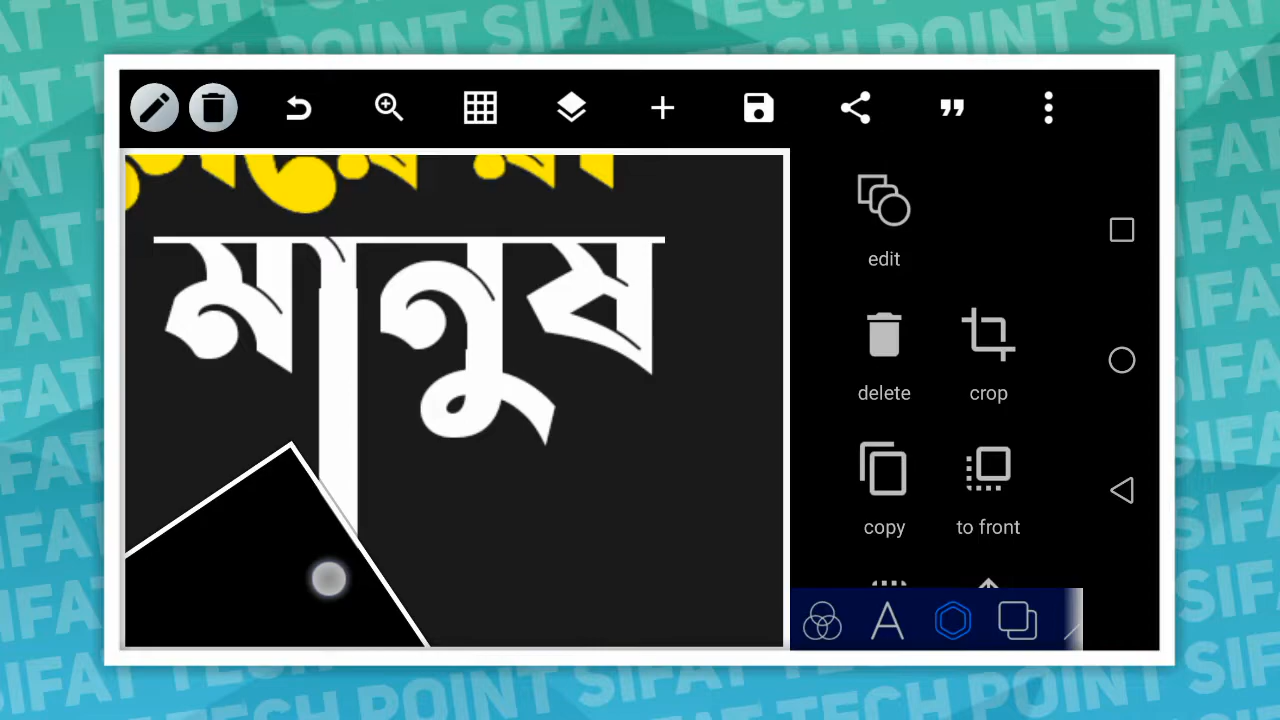 মানুষ
edit
delete
crop
copy
to front
SIFAT TECH POINT